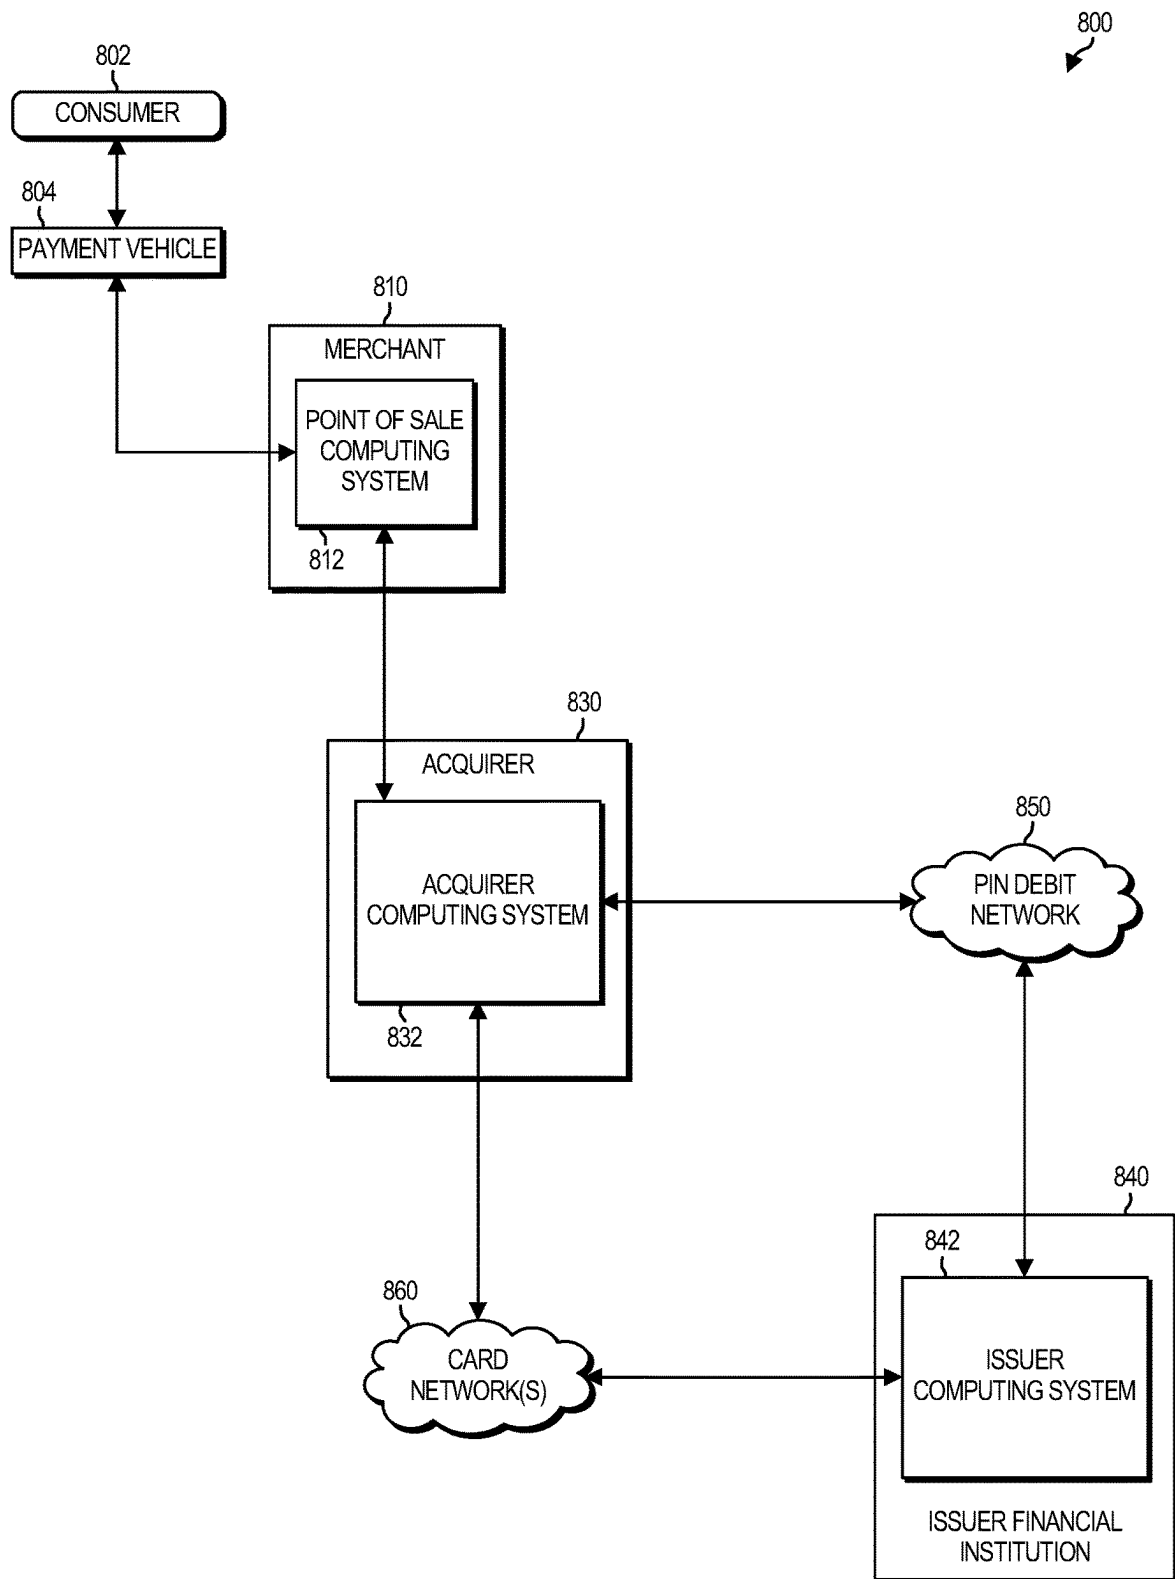 800
802
CONSUMER
804
PAYMENT VEHICLE
810
MERCHANT
POINT OF SALE
COMPUTING
SYSTEM
812
830
ACQUIRER
ACQUIRER
COMPUTING SYSTEM
832
850
PIN DEBIT
NETWORK
860
CARD
NETWORK(S)
840
842
ISSUER
COMPUTING SYSTEM
ISSUER FINANCIAL
INSTITUTION